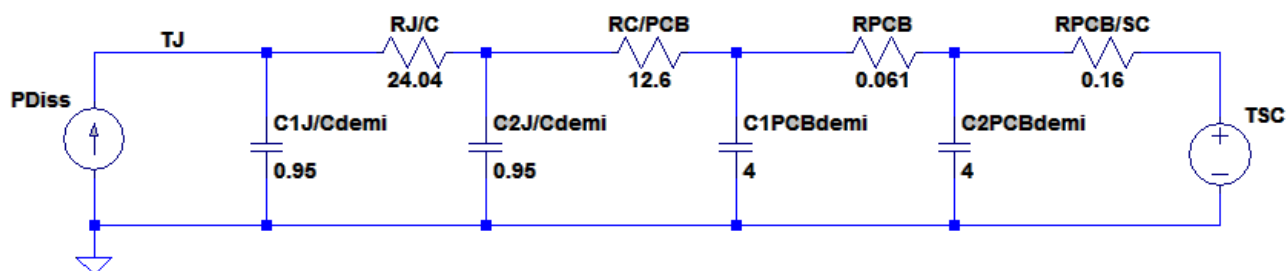 TJ
RJ/C
24.04
RC/PCB
12.6
RPCB
0.061
RPCB/SC
0.16
PDiss
C1J/Cdemi
0.95
C2J/Cdemi
0.95
C1PCBdemi
4
C2PCBdemi
4
TSC